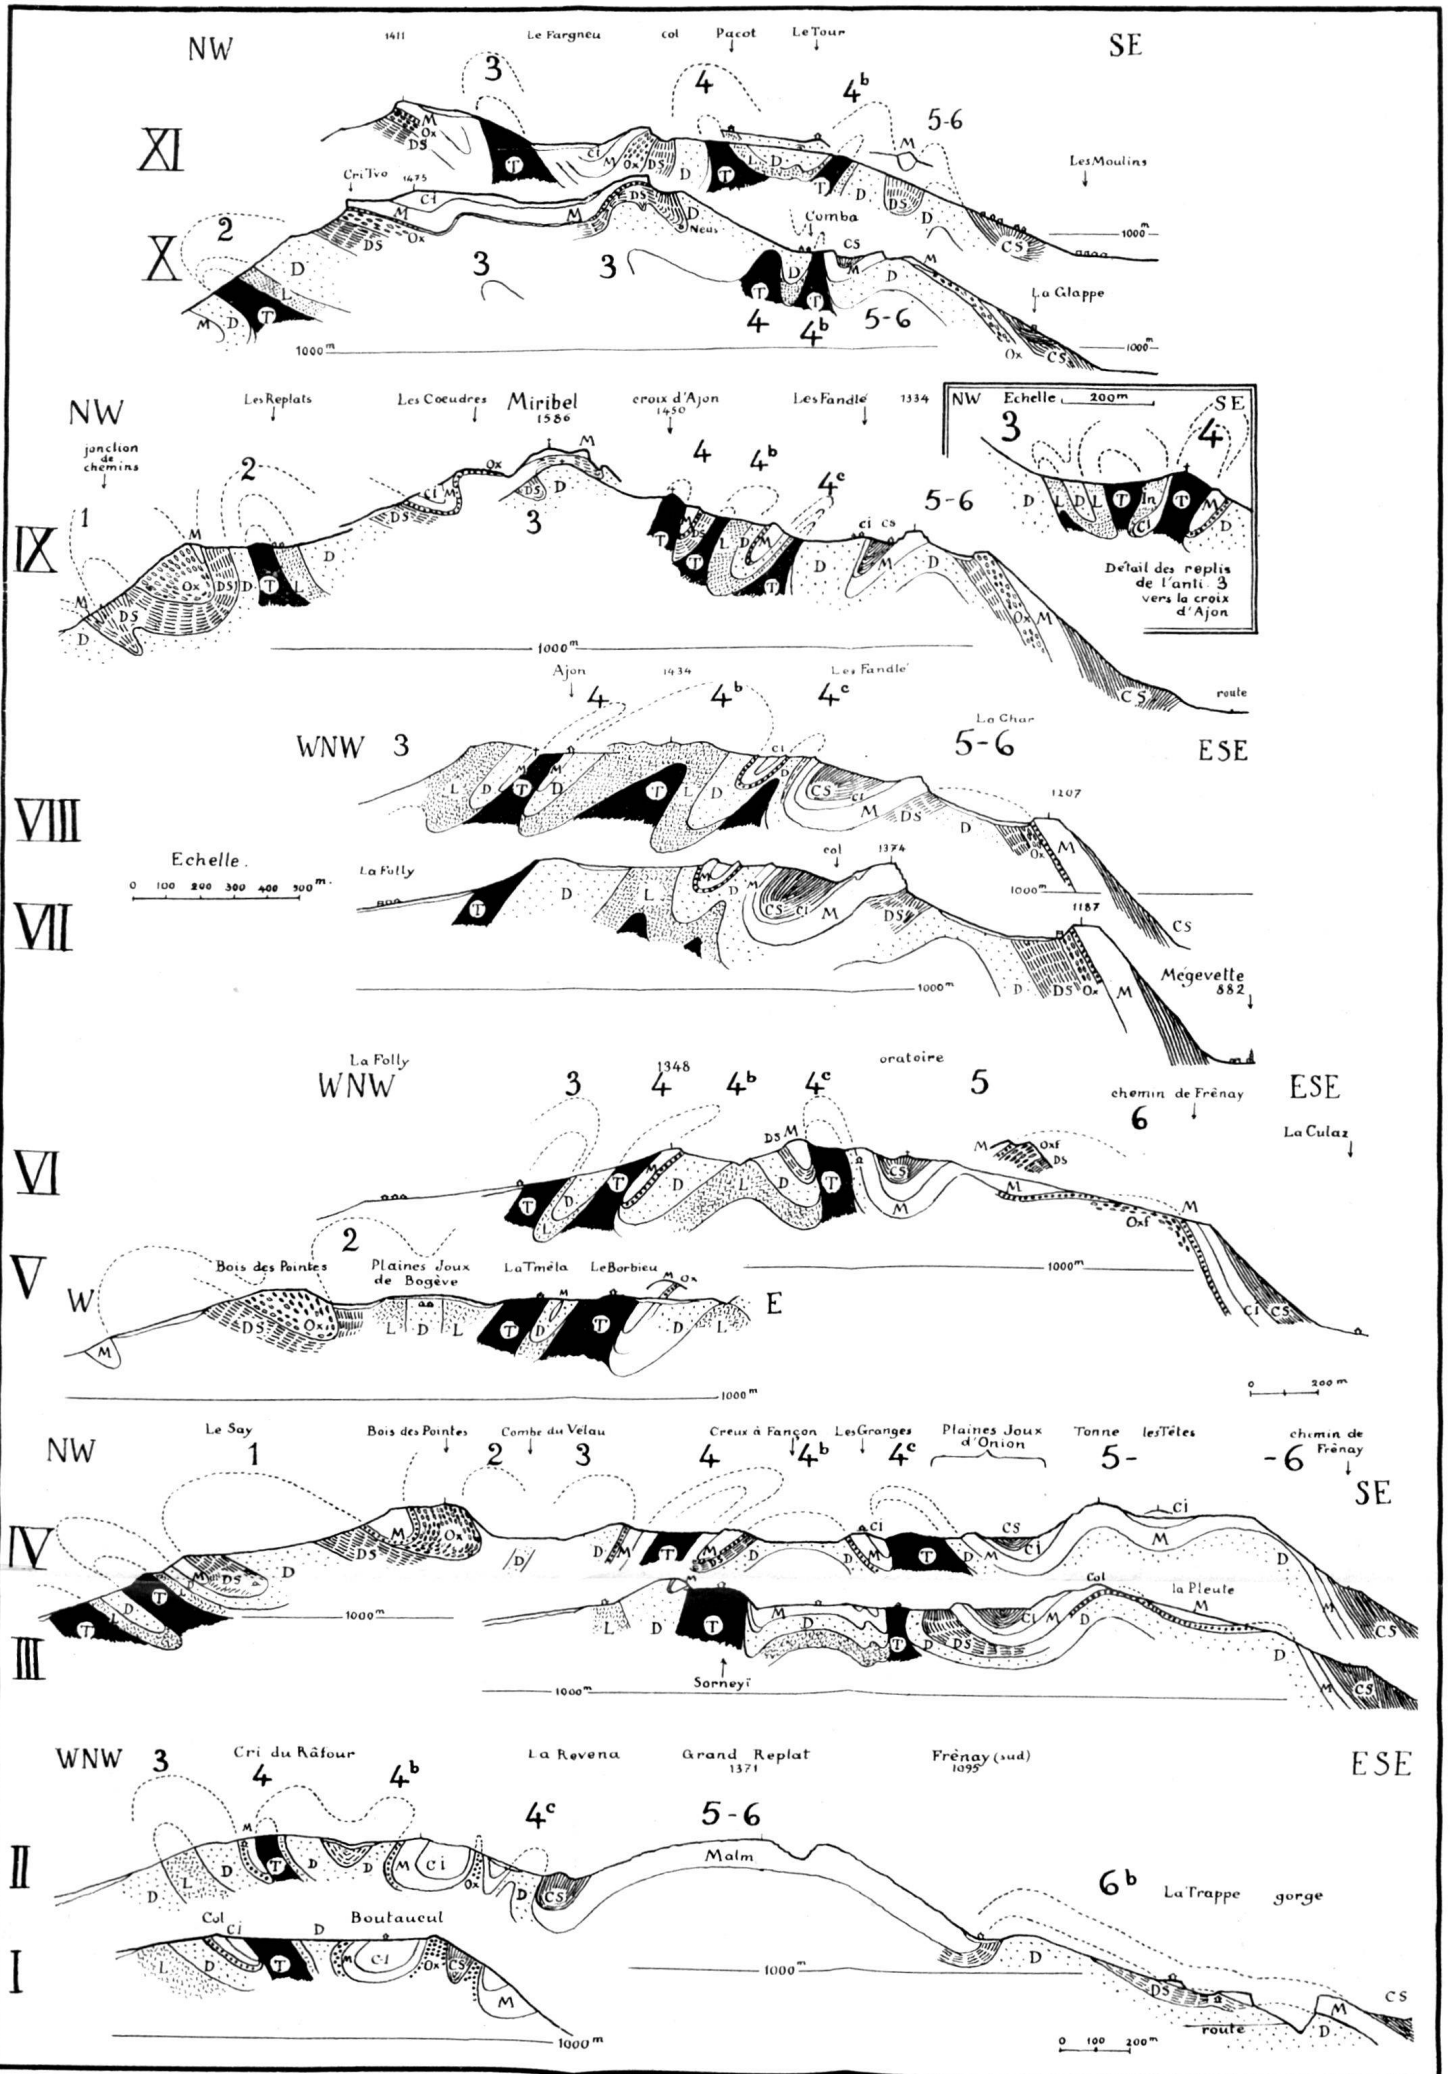 NW
1411
Le Fargneu
col
Pacot
Le Tour
SE
3
4
4b
5-6
XI
M
Ox
DS
T
Ci
M
Ox
DS
D
T
L
D
T
D
DS
D
M
Les Moulins
1000m
CS
Cri Tvo
1475
Ci
M
Ox
DS
M
DS
D
Neus
Cumba
X
2
D
L
T
M
D
3
3
T
D
T
CS
M
D
M
4
4b
5-6
La Glappe
Ox
CS
1000m
1000m
NW
jonction
de
chemins
Les Replats
Les Coeudres
Miribel
1586
croix d'Ajon
1450
Les Fandlé
1334
IX
1
2
3
4
4b
4c
5-6
M
D
DS
M
Ox
DS
D
T
L
D
DS
Ci
M
Ox
M
DS
D
T
M
DS
T
L
D
M
T
D
Ci
CS
M
D
Ox
M
CS
route
1000m
NW
Echelle
200m
SE
3
4
D
L
D
L
T
In
Ci
T
M
D
Détail des replis
de l'anti. 3
vers la croix
d'Ajon
Ajon
1434
Les Fandlé
WNW
3
4
4b
4c
5-6
La Char
ESE
VIII
L
D
M
T
M
D
T
L
D
Ci
D
CS
Ci
M
DS
D
Ox
1207
M
1000m
CS
Echelle.
0 100 200 300 400 500m.
La Folly
VII
T
D
L
M
D
M
CS
Ci
M
col
1374
DS
1187
D
DS
Ox
M
1000m
Mégevette
882
La Folly
WNW
3
1348
4
4b
4c
oratoire
5
chemin de Frênay
6
ESE
La Culaz
VI
T
L
D
T
M
D
L
D
DS
M
T
CS
M
M
Oxf
DS
M
Oxf
M
Ci
CS
1000m
V
W
2
Bois des Pointes
Plaines Joux
de Bogève
La Tméla
Le Borbieu
E
M
DS
Ox
L
D
L
T
D
M
T
M
Ox
D
L
1000m
0 200m
NW
Le Say
1
Bois des Pointes
2
Combe du Vélau
3
Creux à Fançon
4
4b
Les Granges
4c
Plaines Joux
d'Onion
Tonne
5-
les Têtes
-6
chemin de
Frênay
SE
IV
T
L
D
T
L
M
DS
D
DS
M
Ox
D
D
M
T
M
DS
D
D
Ci
M
T
D
M
CS
Ci
M
Ci
D
M
CS
1000m
III
L
D
M
T
M
D
T
D
DS
Ci
M
Col
D
la Pleute
M
D
M
CS
Sorneyï
1000m
WNW
3
Cri du Râfour
4
4b
La Revena
4c
Grand Replat
1371
5-6
Frênay (sud)
1095
ESE
II
D
L
D
M
T
D
D
M
Ci
Ox
D
CS
Malm
6b
La Trappe
gorge
D
DS
route
M
D
CS
1000m
I
Col
Ci
D
Boutaucul
L
D
T
M
Ci
Ox
CS
M
1000m
0 100 200m